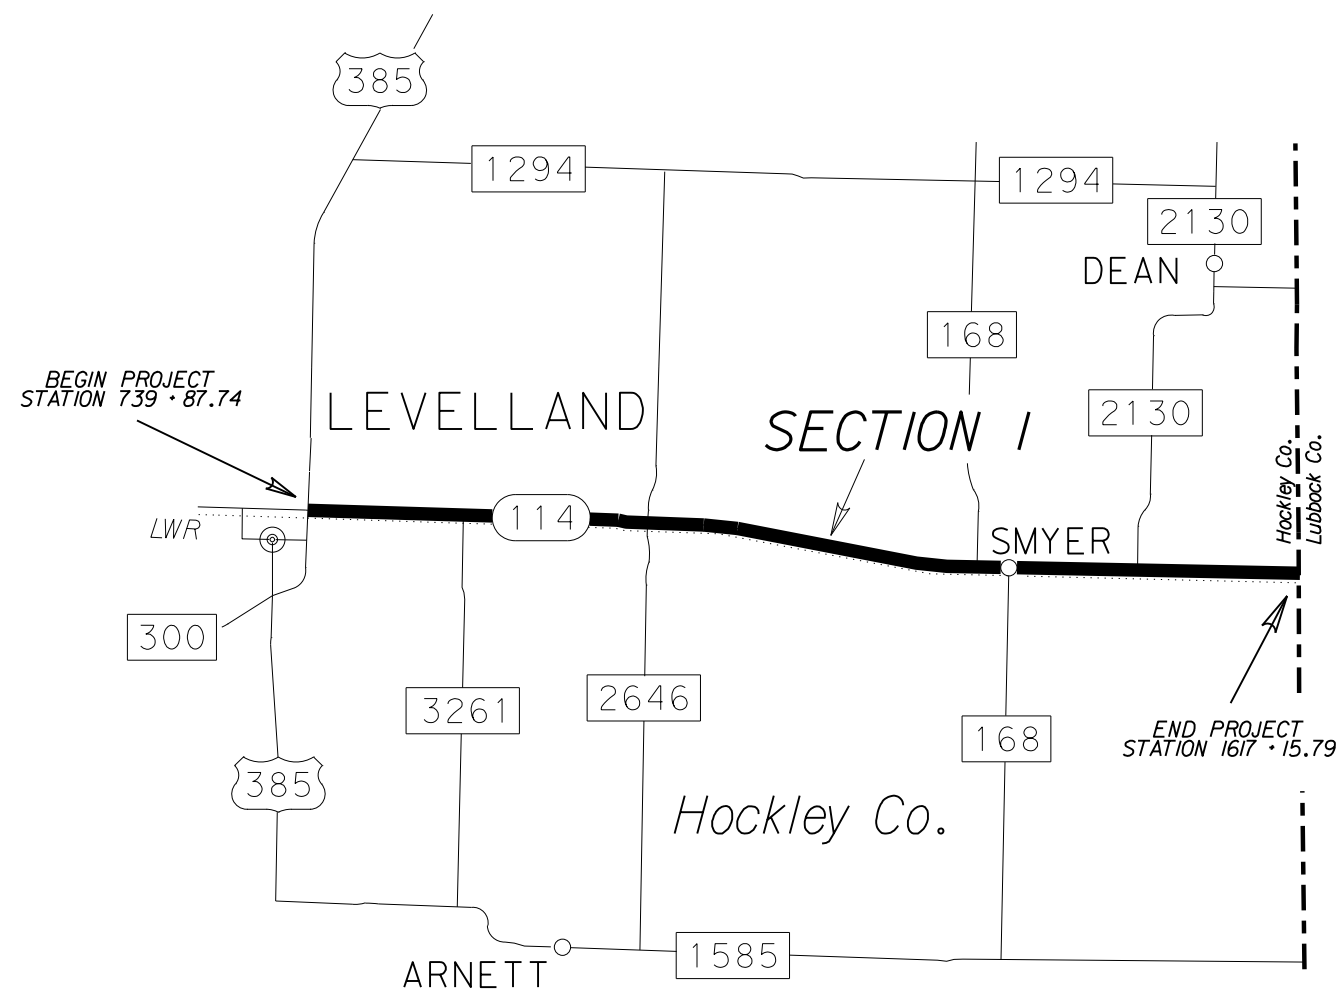 385
1294
1294
2130
DEAN
168
BEGIN PROJECT
STATION 739 + 87.74
LEVELLAND
2130
SECTION 1
Hockley Co.
Lubbock Co.
114
LWR
SMYER
300
3261
2646
168
END PROJECT
STATION 1617 + 15.79
385
Hockley Co.
1585
ARNETT